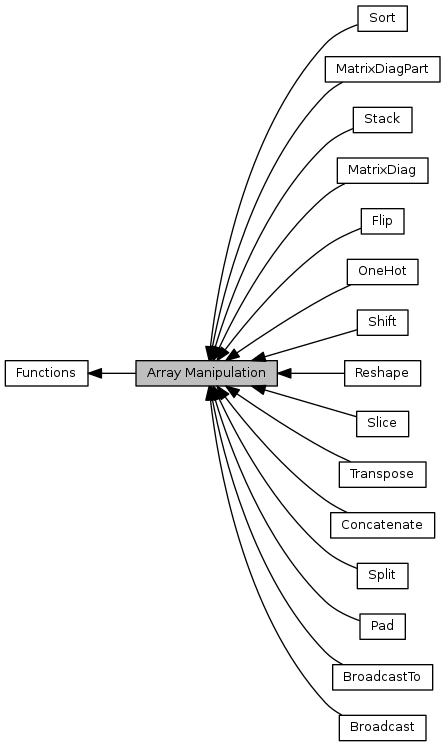 Sort
MatrixDiagPart
Stack
MatrixDiag
Flip
OneHot
Shift
Functions
Array Manipulation
Reshape
Slice
Transpose
Concatenate
Split
Pad
BroadcastTo
Broadcast